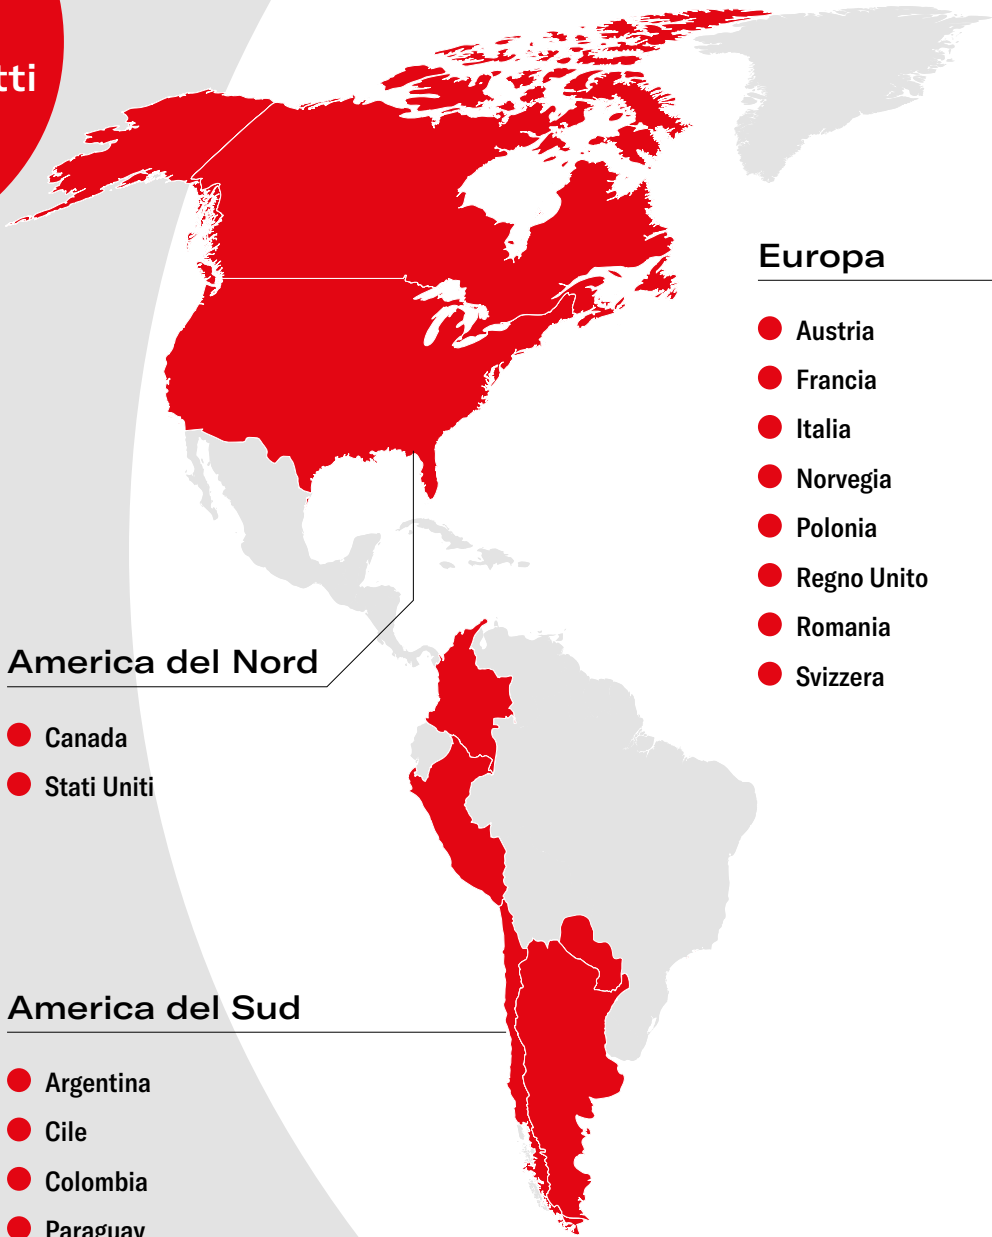 tti
Europa
Austria
Francia
Italia
Norvegia
Polonia
Regno Unito
Romania
Svizzera
America del Nord
Canada
Stati Uniti
America del Sud
Argentina
Cile
Colombia
Paraguay